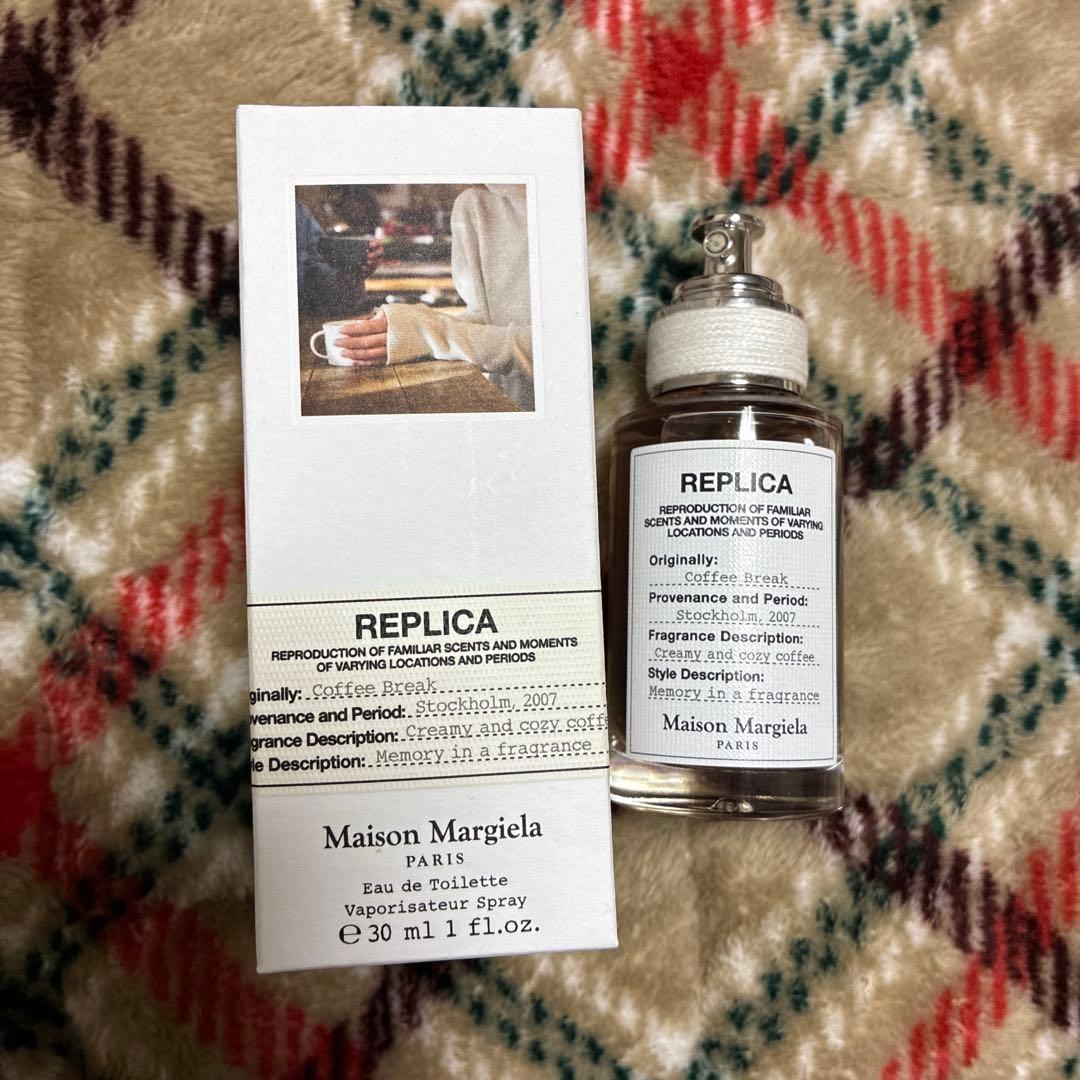 REPLICA
REPRODUCTION OF FAMILIAR SCENTS AND MOMENTS
OF VARYING LOCATIONS AND PERIODS
ginally: Coffee Break
venance and Period: Stockholm, 2007
grance Description: Creamy and cozy coff
le Description: Memory in a fragrance
Maison Margiela
PARIS
Eau de Toilette
Vaporisateur Spray
℮ 30 ml 1 fl.oz.
REPLICA
REPRODUCTION OF FAMILIAR
SCENTS AND MOMENTS OF VARYING
LOCATIONS AND PERIODS
Originally:
Coffee Break
Provenance and Period:
Stockholm, 2007
Fragrance Description:
Creamy and cozy coffee
Style Description:
Memory in a fragrance
Maison Margiela
PARIS